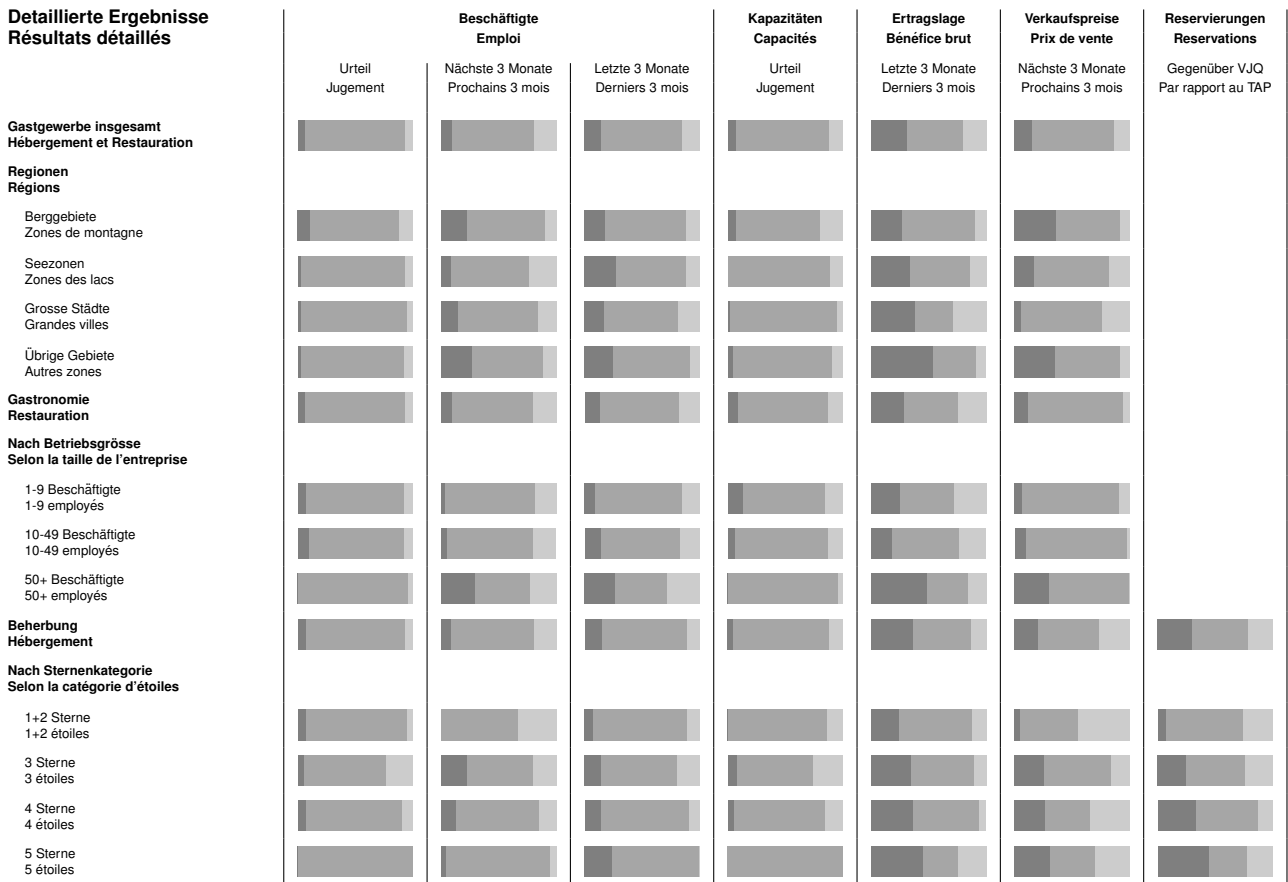 Detaillierte Ergebnisse
Résultats détaillés
Beschäftigte
Emploi
Kapazitäten
Capacités
Ertragslage
Bénéfice brut
Verkaufspreise
Prix de vente
Reservierungen
Reservations
Urteil
Jugement
Nächste 3 Monate
Prochains 3 mois
Letzte 3 Monate
Derniers 3 mois
Urteil
Jugement
Letzte 3 Monate
Derniers 3 mois
Nächste 3 Monate
Prochains 3 mois
Gegenüber VJQ
Par rapport au TAP
Gastgewerbe insgesamt
Hébergement et Restauration
Regionen
Régions
Berggebiete
Zones de montagne
Seezonen
Zones des lacs
Grosse Städte
Grandes villes
Übrige Gebiete
Autres zones
Gastronomie
Restauration
Nach Betriebsgrösse
Selon la taille de l'entreprise
1-9 Beschäftigte
1-9 employés
10-49 Beschäftigte
10-49 employés
50+ Beschäftigte
50+ employés
Beherbung
Hébergement
Nach Sternenkategorie
Selon la catégorie d'étoiles
1+2 Sterne
1+2 étoiles
3 Sterne
3 étoiles
4 Sterne
4 étoiles
5 Sterne
5 étoiles